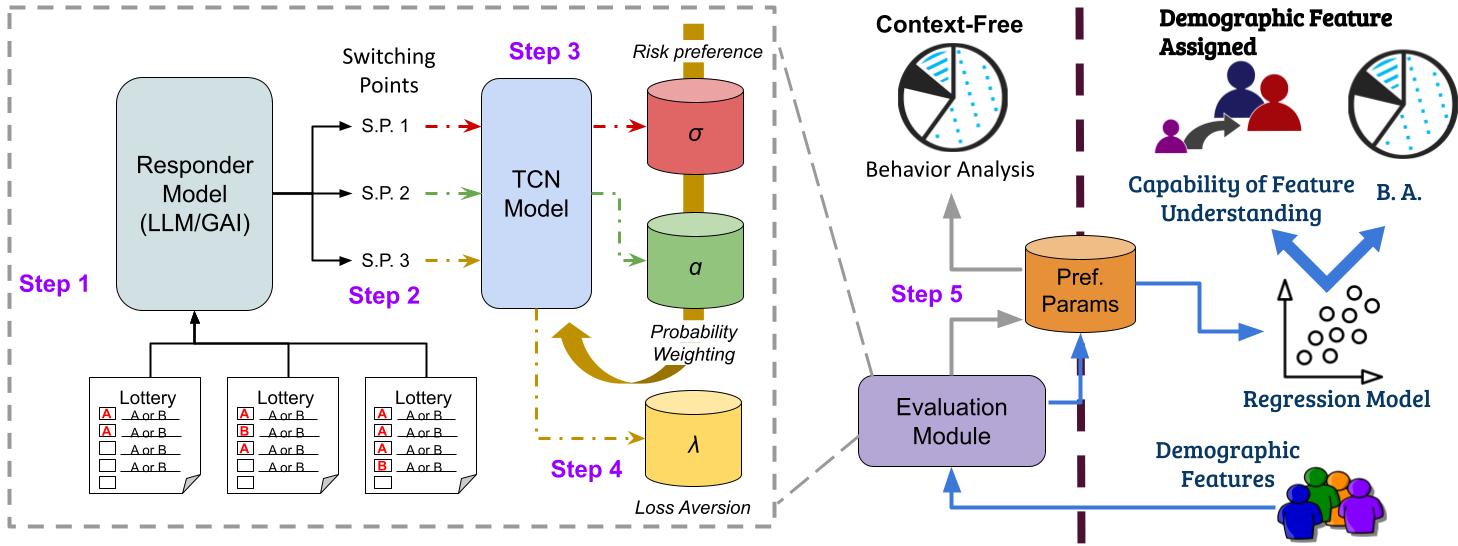 Switching
Points
Step 3
Risk preference
Responder
Model
(LLM/GAI)
S.P. 1
S.P. 2
S.P. 3
TCN
Model
σ
α
Step 1
Step 2
Probability
Weighting
Lottery
A A or B
A A or B
A or B
A or B
Lottery
A A or B
B A or B
A A or B
A or B
Lottery
A A or B
A A or B
A A or B
B A or B
λ
Step 4
Loss Aversion
Context-Free
Behavior Analysis
Step 5
Pref.
Params
Evaluation
Module
Demographic Feature
Assigned
Capability of Feature
Understanding
B. A.
Regression Model
Demographic
Features